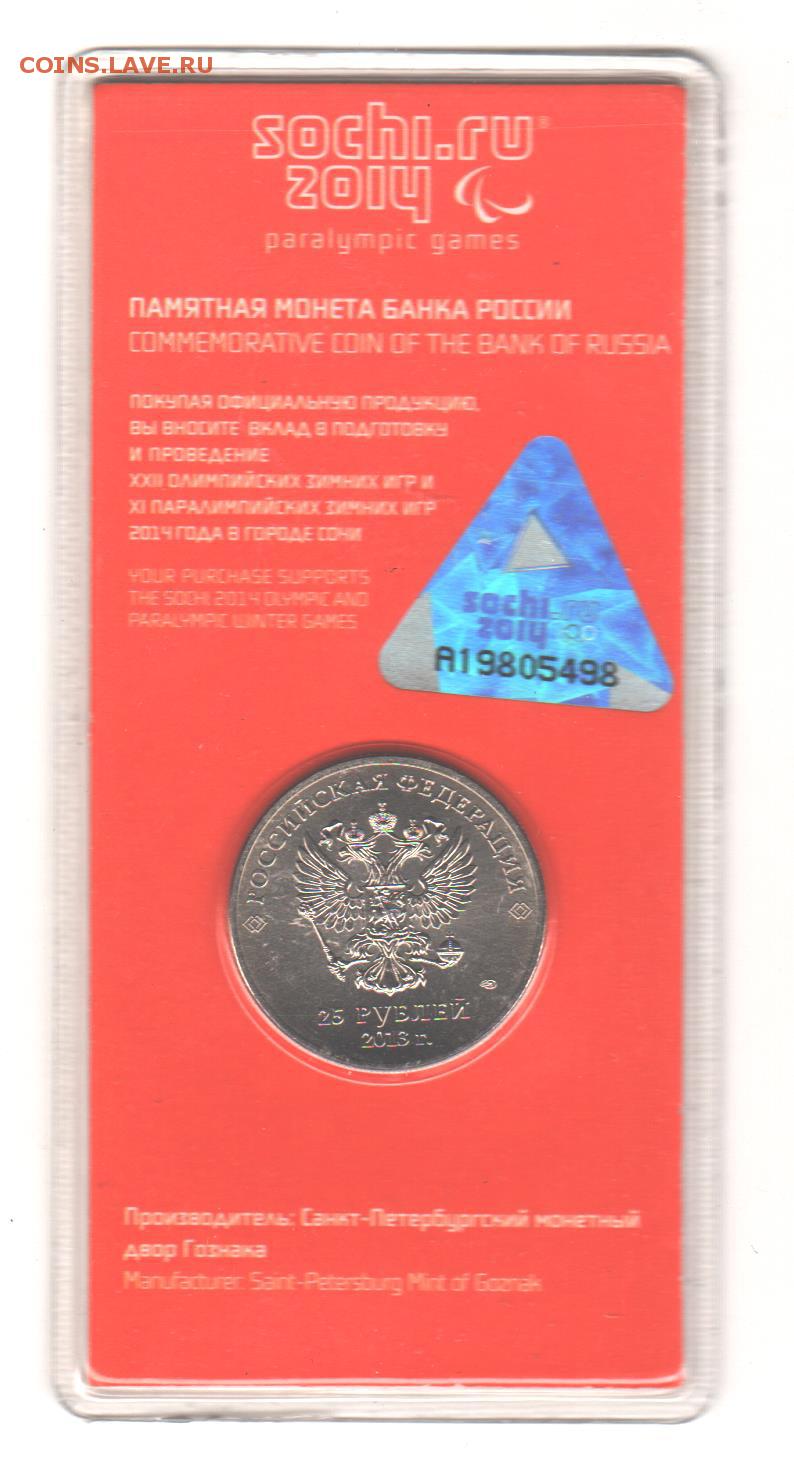 COINS.LAVE.RU
sochi.ru
2014
paralympic games
ПАМЯТНАЯ МОНЕТА БАНКА РОССИИ
COMMEMORATIVE COIN OF THE BANK OF RUSSIA
ПОКУПАЯ ОФИЦИАЛЬНУЮ ПРОДУКЦИЮ,
ВЫ ВНОСИТЕ ВКЛАД В ПОДГОТОВКУ
И ПРОВЕДЕНИЕ
XXII ОЛИМПИЙСКИХ ЗИМНИХ ИГР И
XI ПАРАЛИМПИЙСКИХ ЗИМНИХ ИГР
2014 ГОДА В ГОРОДЕ СОЧИ
YOUR PURCHASE SUPPORTS
THE SOCHI 2014 OLYMPIC AND
PARALYMPIC WINTER GAMES
sochi.ru
2014
A19805498
РОССИЙСКАЯ ФЕДЕРАЦИЯ
25 РУБЛЕЙ
2013 г.
Производитель: Санкт-Петербургский монетный
двор Гознака
Manufacturer: Saint-Petersburg Mint of Goznak